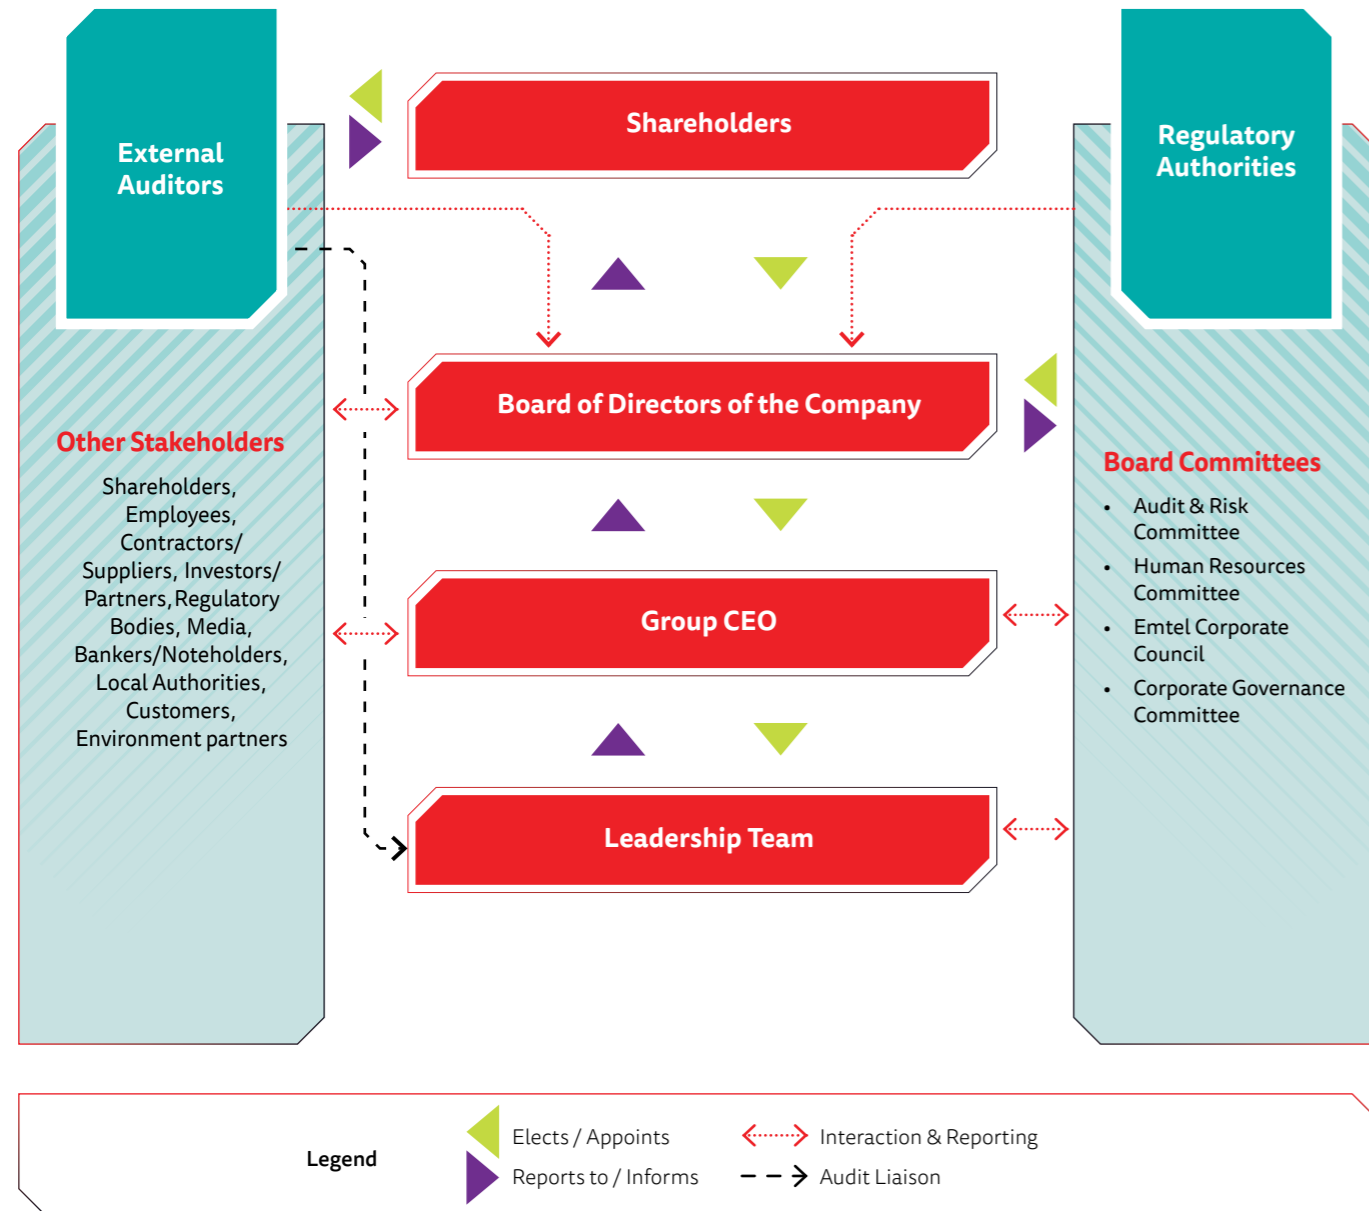 External
Auditors
Shareholders
Regulatory
Authorities
Board of Directors of the Company
Other Stakeholders
Shareholders,
Employees,
Contractors/
Suppliers, Investors/
Partners, Regulatory
Bodies, Media,
Bankers/Noteholders,
Local Authorities,
Customers,
Environment partners
Board Committees
• Audit & Risk
Committee
• Human Resources
Committee
• Emtel Corporate
Council
• Corporate Governance
Committee
Group CEO
Leadership Team
Legend
Elects / Appoints
Reports to / Informs
Interaction & Reporting
Audit Liaison